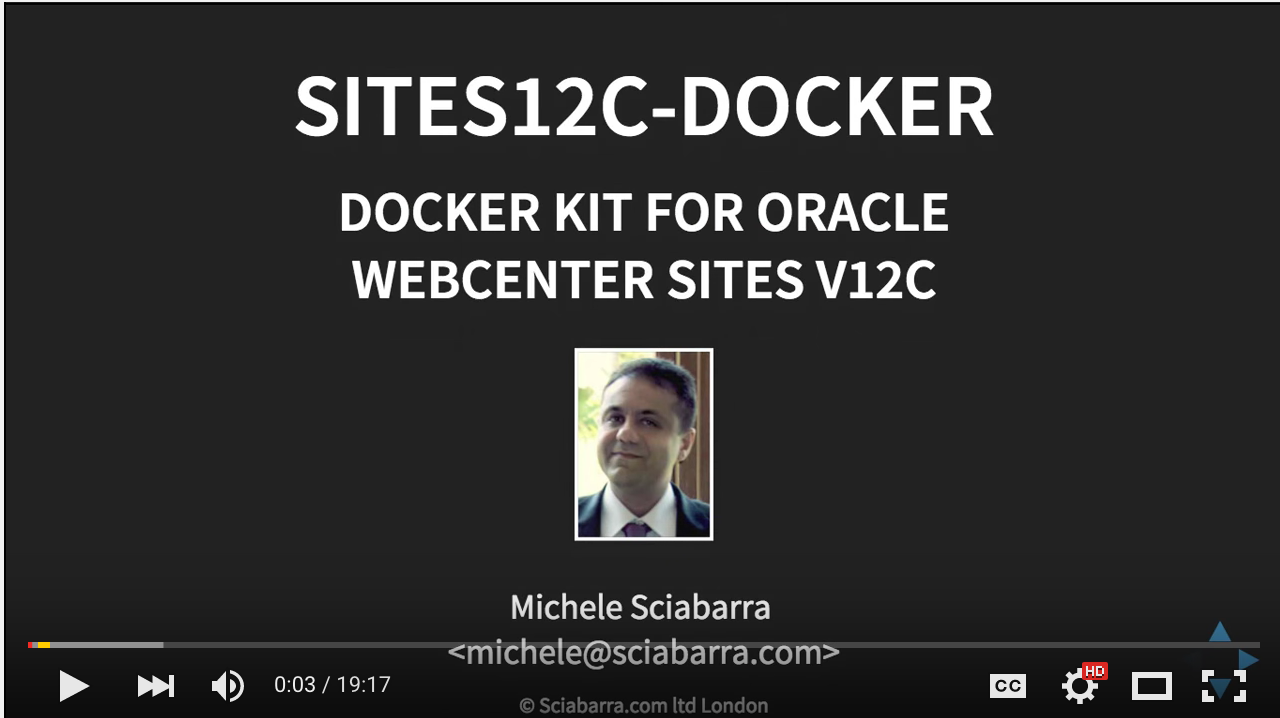 SITES12C-DOCKER
DOCKER KIT FOR ORACLE
WEBCENTER SITES V12C
Michele Sciabarra
<michele@sciabarra.com>
0:03 / 19:17
CC
HD
© Sciabarra.com ltd London